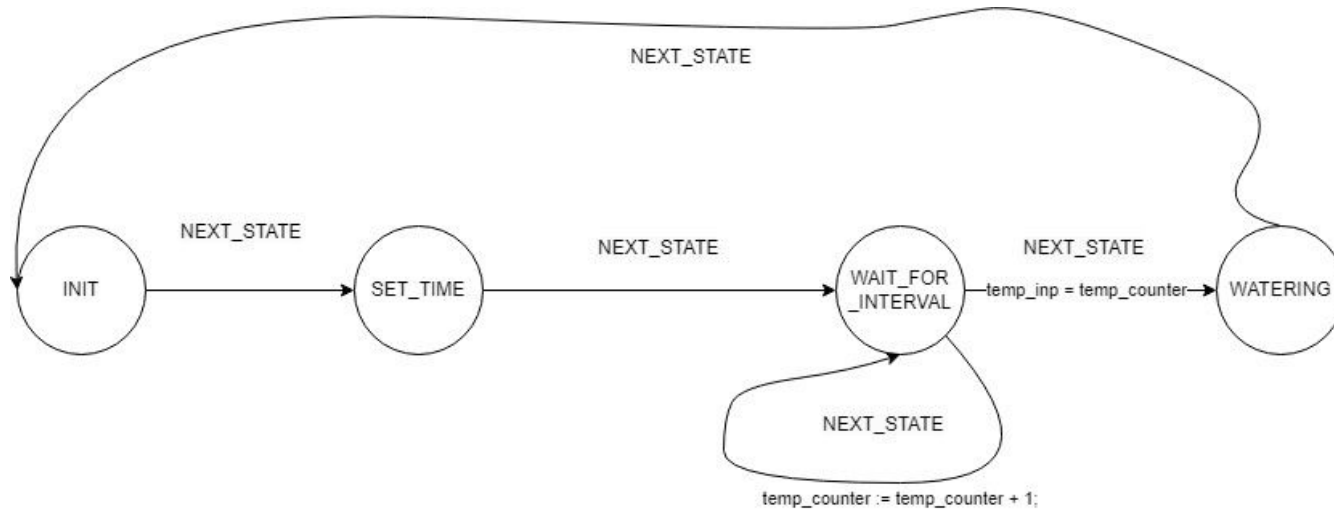 NEXT_STATE
NEXT_STATE
NEXT_STATE
NEXT_STATE
INIT
SET_TIME
WAIT_FOR
_INTERVAL
temp_inp = temp_counter
WATERING
NEXT_STATE
temp_counter := temp_counter + 1;